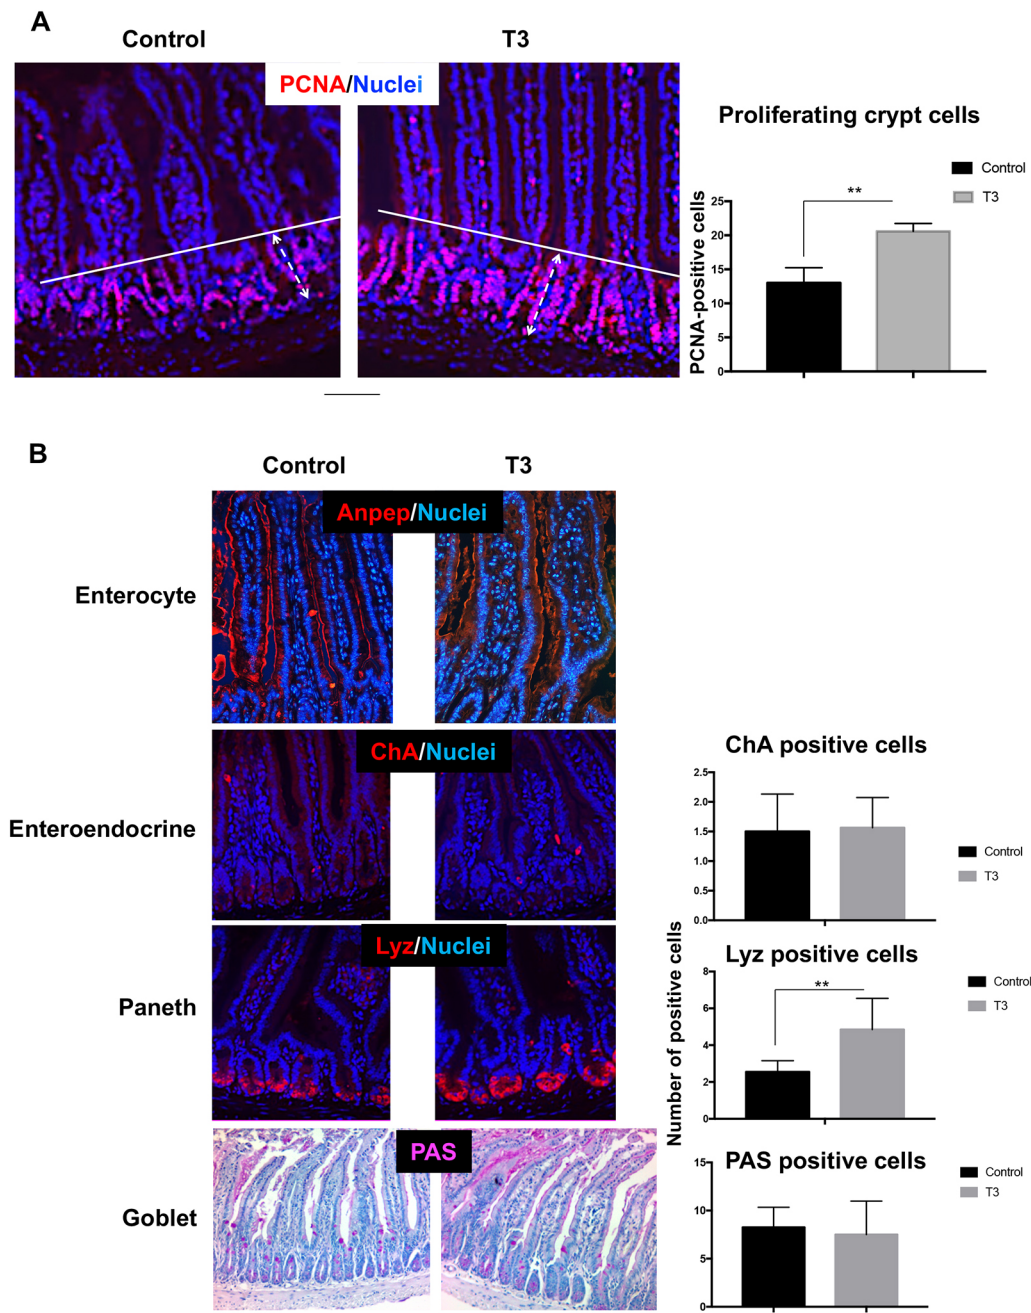 A
Control
T3
PCNA/Nuclei
Proliferating crypt cells
Control
T3
**
PCNA-positive cells
25
20
15
10
5
0
B
Control
T3
Anpep/Nuclei
Enterocyte
ChA/Nuclei
Enteroendocrine
ChA positive cells
2.5
2.0
1.5
1.0
0.5
0.0
Control
T3
Lyz/Nuclei
Paneth
Number of positive cells
Lyz positive cells
8
6
4
2
0
**
Control
T3
PAS
Goblet
PAS positive cells
15
10
5
0
Control
T3